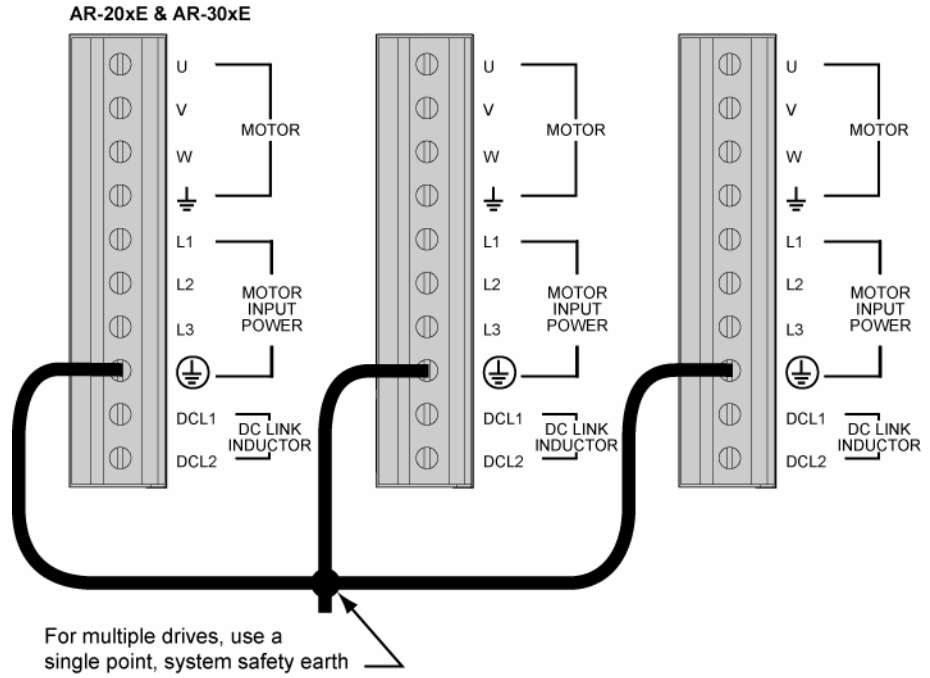 AR-20xE & AR-30xE
U
V
W
MOTOR
L1
L2
L3
MOTOR
INPUT
POWER
DCL1
DCL2
DC LINK
INDUCTOR
U
V
W
MOTOR
L1
L2
L3
MOTOR
INPUT
POWER
DCL1
DCL2
DC LINK
INDUCTOR
U
V
W
MOTOR
L1
L2
L3
MOTOR
INPUT
POWER
DCL1
DCL2
DC LINK
INDUCTOR
For multiple drives, use a
single point, system safety earth